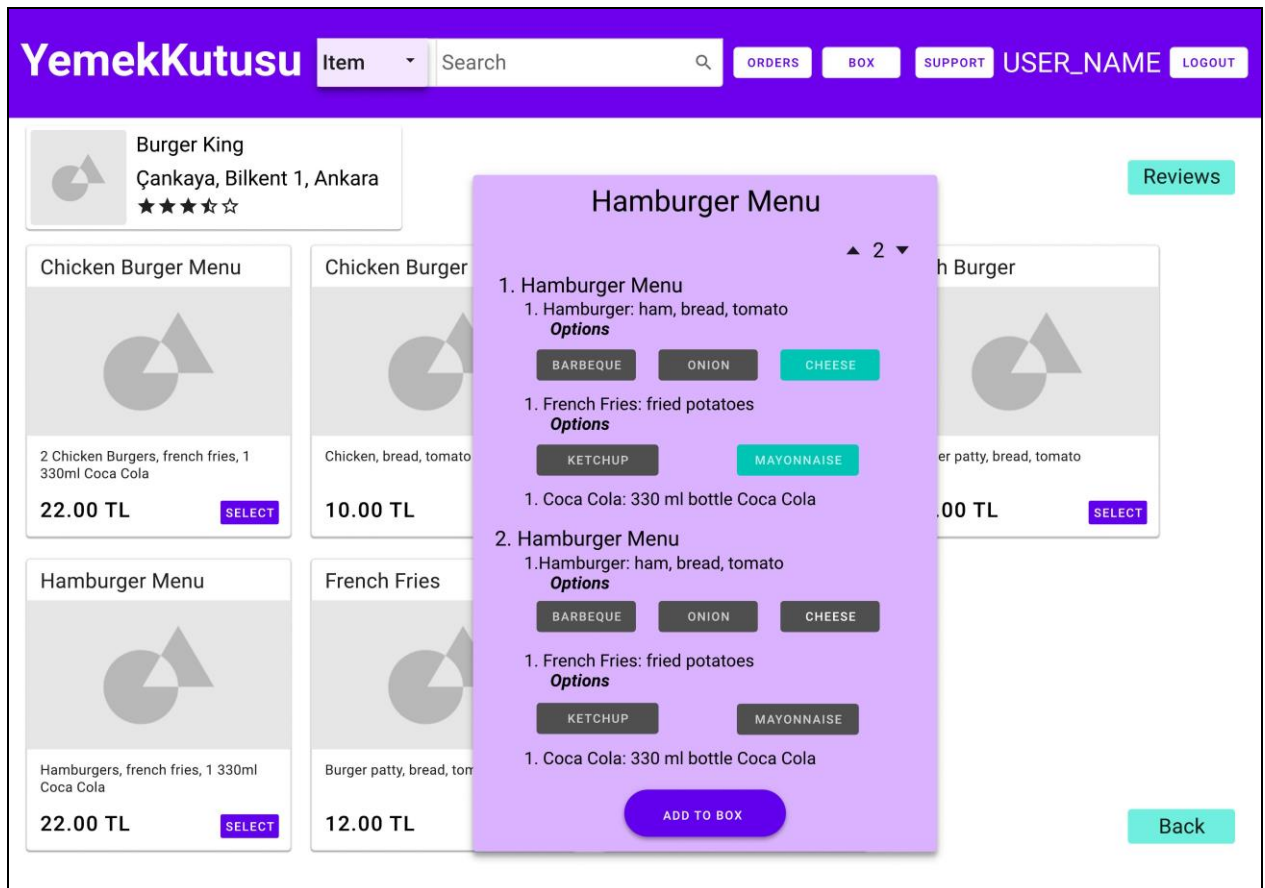 YemekKutusu
Item
Search
ORDERS
BOX
SUPPORT
USER_NAME
LOGOUT
Burger King
Çankaya, Bilkent 1, Ankara
Reviews
Chicken Burger Menu
2 Chicken Burgers, french fries, 1
330ml Coca Cola
22.00 TL
SELECT
Chicken Burger
Chicken, bread, tomato
10.00 TL
Burger
er patty, bread, tomato
.00 TL
SELECT
Hamburger Menu
Hamburgers, french fries, 1 330ml
Coca Cola
22.00 TL
SELECT
French Fries
Burger patty, bread, tom
12.00 TL
Hamburger Menu
2
1. Hamburger Menu
1. Hamburger: ham, bread, tomato
Options
BARBEQUE
ONION
CHEESE
1. French Fries: fried potatoes
Options
KETCHUP
MAYONNAISE
1. Coca Cola: 330 ml bottle Coca Cola
2. Hamburger Menu
1.Hamburger: ham, bread, tomato
Options
BARBEQUE
ONION
CHEESE
1. French Fries: fried potatoes
Options
KETCHUP
MAYONNAISE
1. Coca Cola: 330 ml bottle Coca Cola
ADD TO BOX
Back